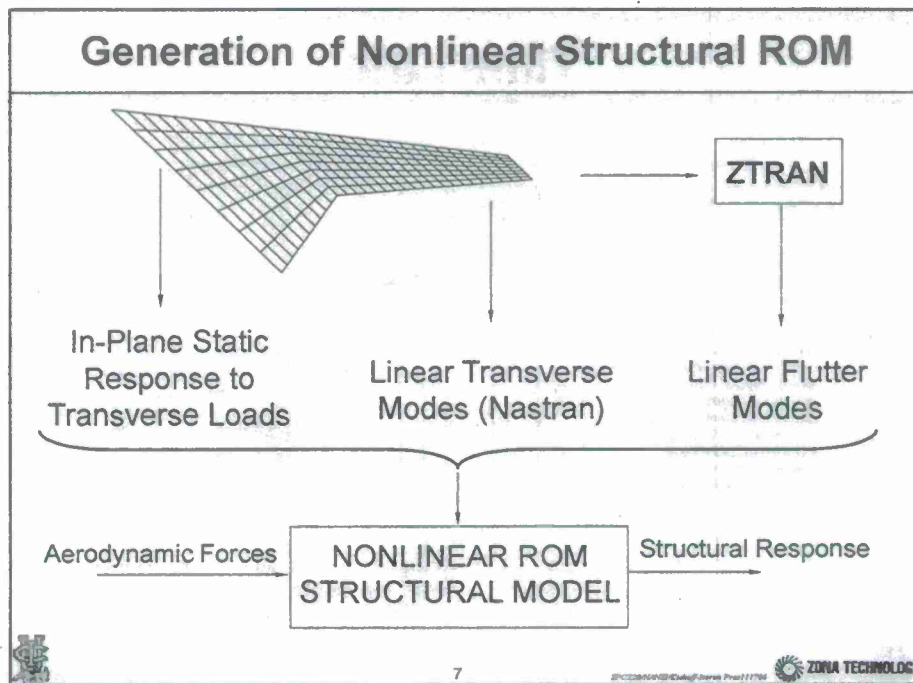 Generation of Nonlinear Structural ROM
ZTRAN
In-Plane Static
Response to
Transverse Loads
Linear Transverse
Modes (Nastran)
Linear Flutter
Modes
Aerodynamic Forces
NONLINEAR ROM
STRUCTURAL MODEL
Structural Response
7
ZONA TECHNOLOG